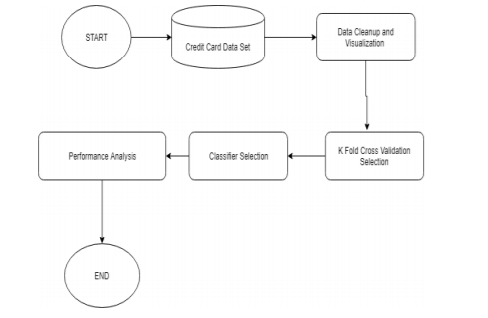 START
Credit Card Data Set
Data Cleanup and
Visualization
K Fold Cross Validation
Selection
Classifier Selection
Performance Analysis
END